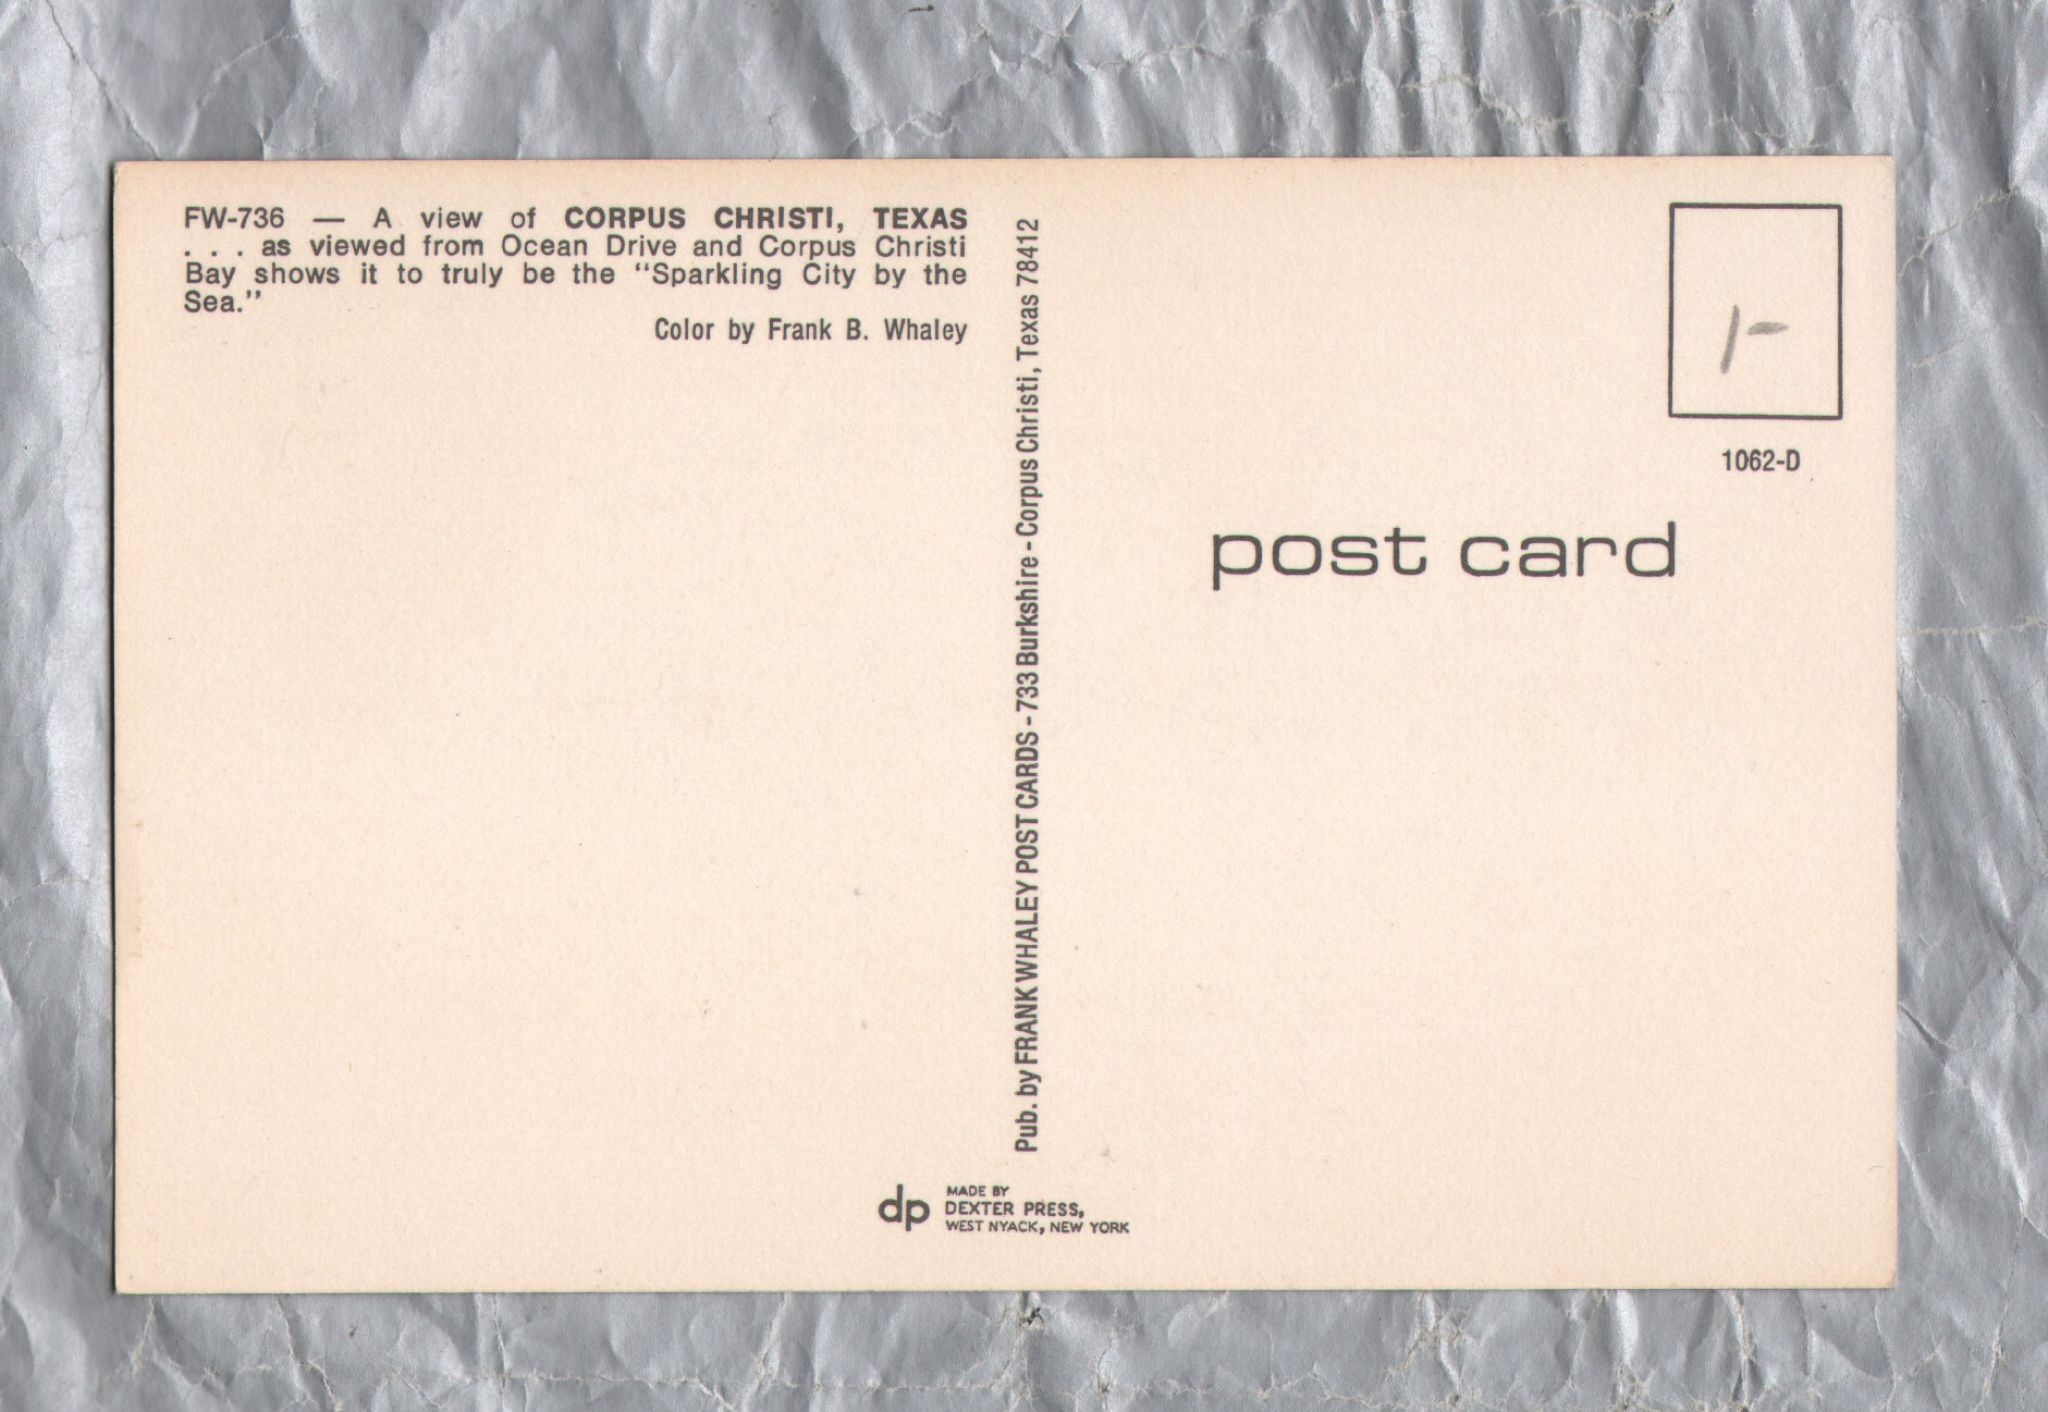 FW-736 — A view of CORPUS CHRISTI, TEXAS
. . . as viewed from Ocean Drive and Corpus Christi
Bay shows it to truly be the "Sparkling City by the
Sea."
Color by Frank B. Whaley
Pub. by FRANK WHALEY POST CARDS - 733 Burkshire - Corpus Christi, Texas 78412
1-
1062-D
post card
dp
MADE BY
DEXTER PRESS,
WEST NYACK, NEW YORK